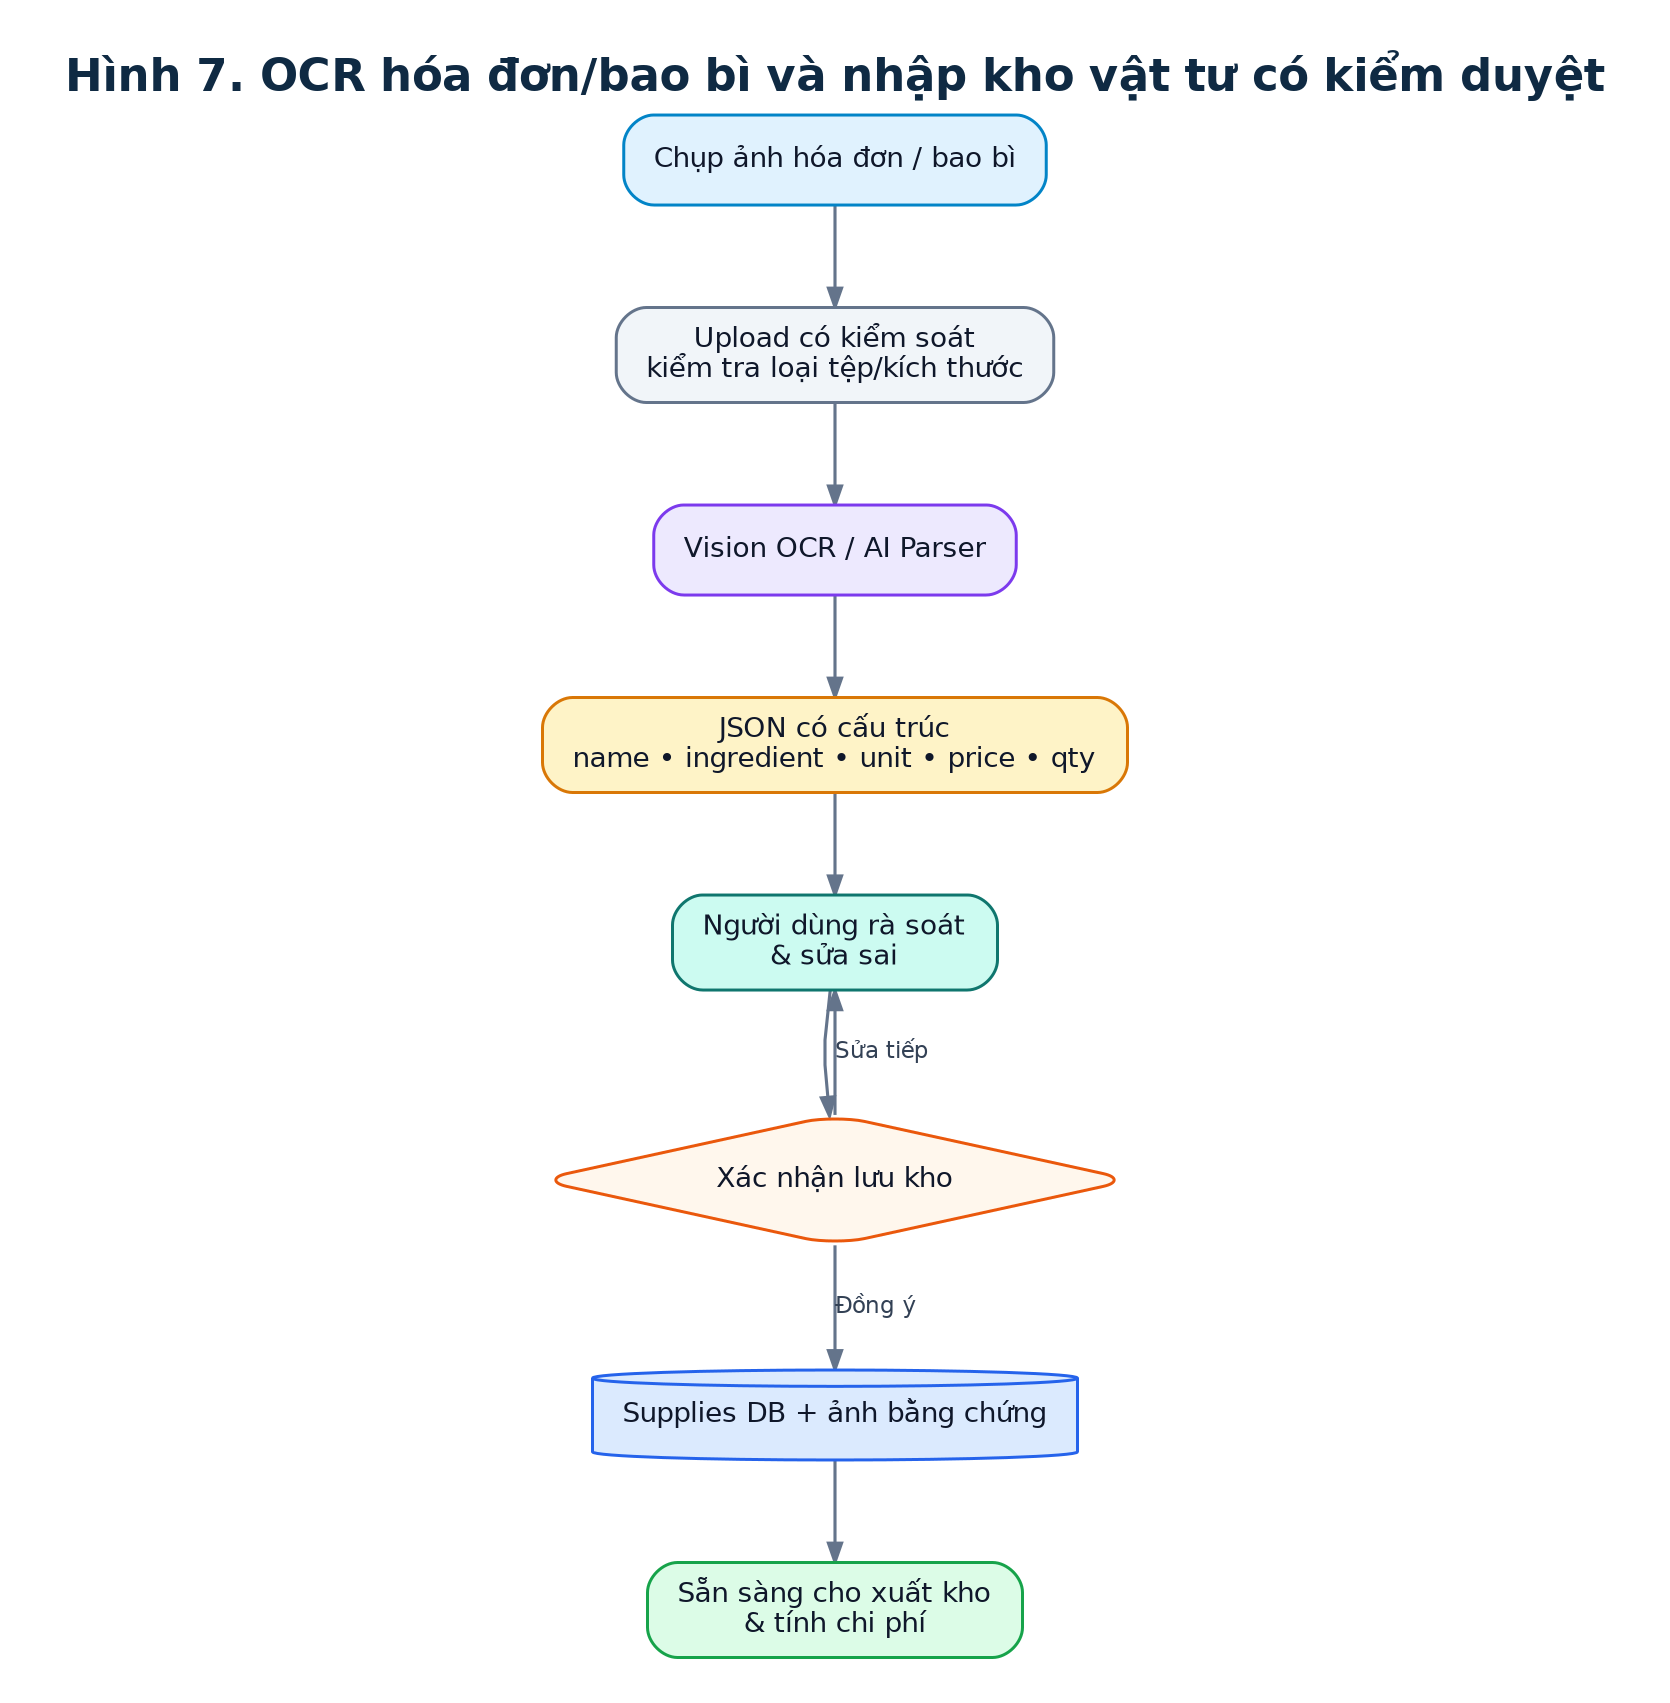 Hình 7. OCR hóa đơn/bao bì và nhập kho vật tư có kiểm duyệt
Chụp ảnh hóa đơn / bao bì
Upload có kiểm soát
kiểm tra loại tệp/kích thước
Vision OCR / AI Parser
JSON có cấu trúc
name • ingredient • unit • price • qty
Người dùng rà soát
& sửa sai
Sửa tiếp
Xác nhận lưu kho
Đồng ý
Supplies DB + ảnh bằng chứng
Sẵn sàng cho xuất kho
& tính chi phí